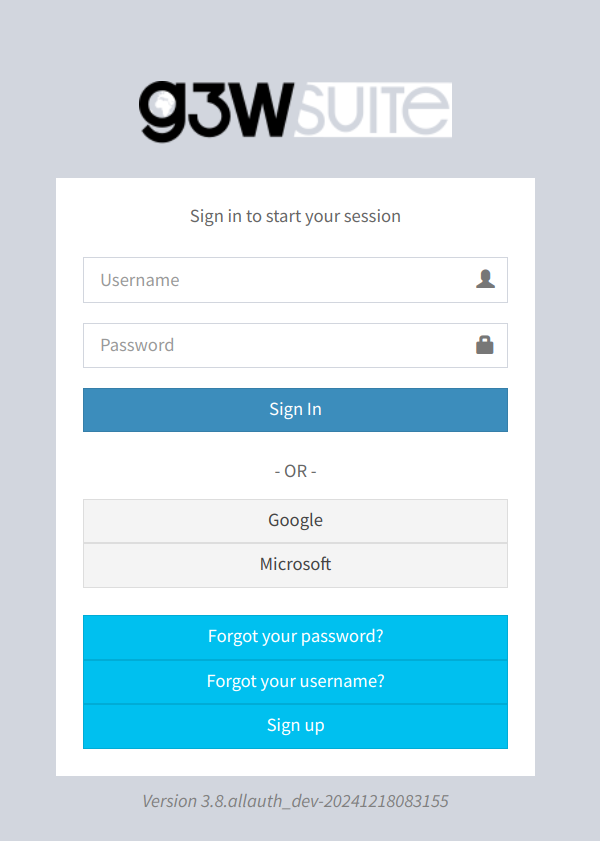 g3wsuite
Sign in to start your session
Username
Password
Sign In
- OR -
Google
Microsoft
Forgot your password?
Forgot your username?
Sign up
Version 3.8.allauth_dev-20241218083155